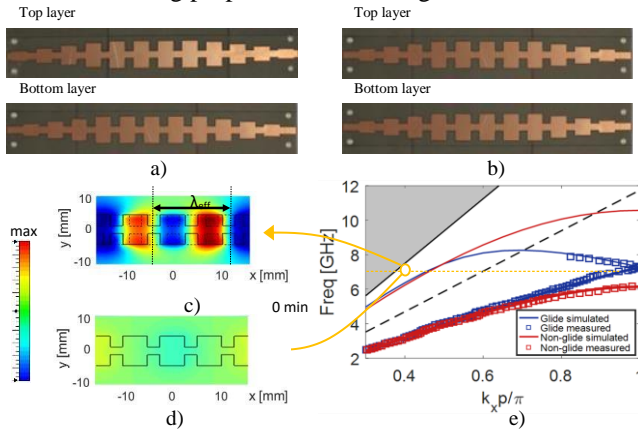 Top layer
Top layer
Bottom layer
Bottom layer
a)
b)
max
10
0
-10
y [mm]
λeff
-10
0
10
x [mm]
c)
0 min
10
0
-10
y [mm]
-10
0
10
x [mm]
d)
12
10
8
6
4
2
Freq [GHz]
Glide simulated
Glide measured
Non-glide simulated
Non-glide measured
0.4
0.6
0.8
1
kxp/π
e)